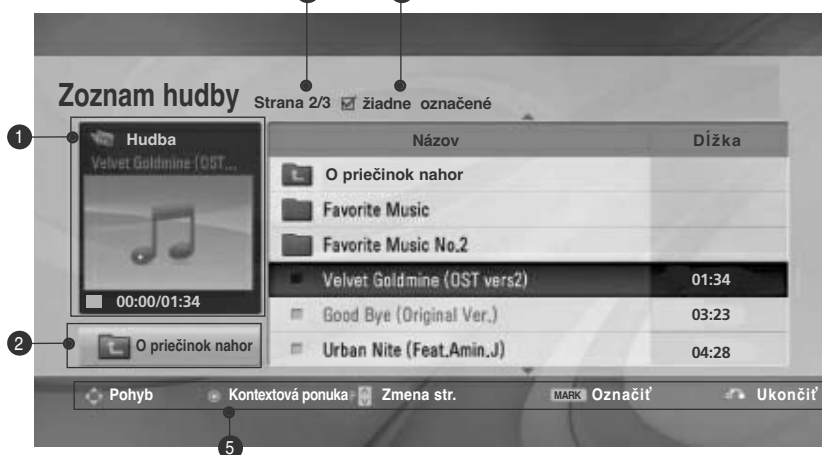 Zoznam hudby Strana 2/3 žiadne označené
1 Hudba
Velvet Goldmine (OST...
Názov Dĺžka
O priečinok nahor
Favorite Music
Favorite Music No.2
Velvet Goldmine (OST vers2) 01:34
00:00/01:34
Good Bye (Original Ver.) 03:23
2 O priečinok nahor
Urban Nite (Feat.Amin.J) 04:28
Pohyb Kontextová ponuka Zmena str. MARK Označiť Ukončiť
5